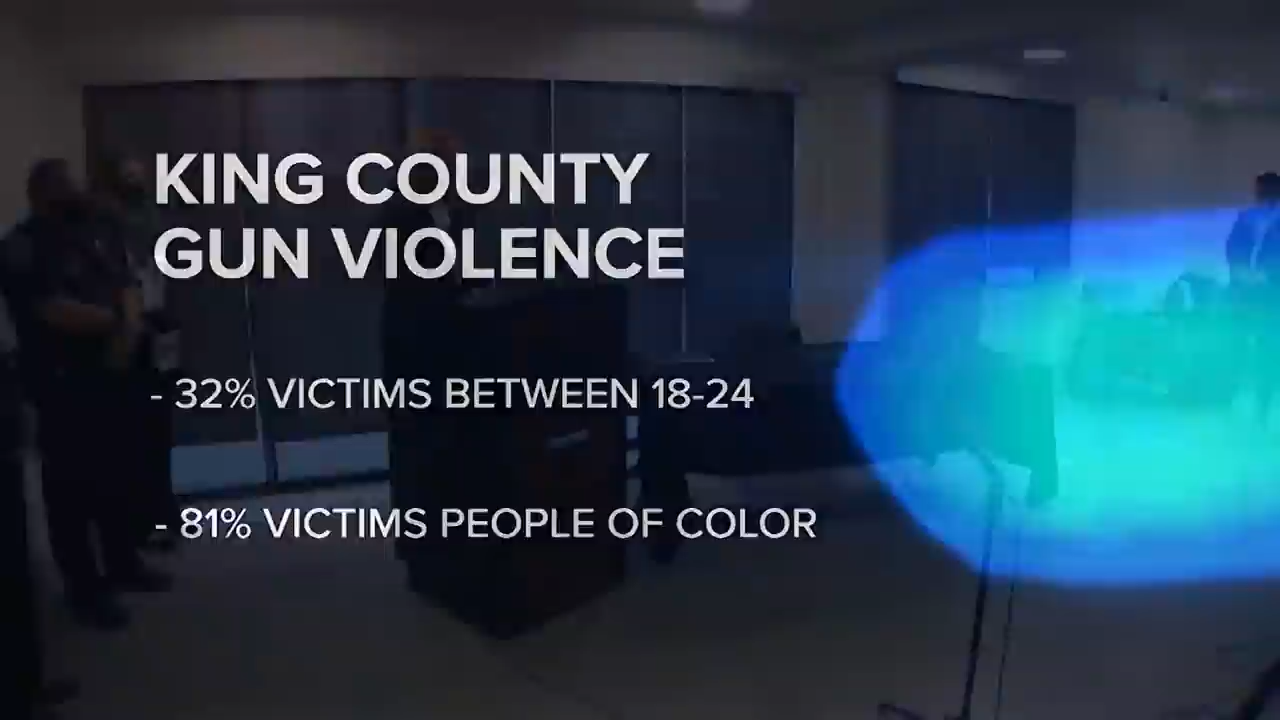 KING COUNTY
GUN VIOLENCE
- 32% VICTIMS BETWEEN 18-24
- 81% VICTIMS PEOPLE OF COLOR